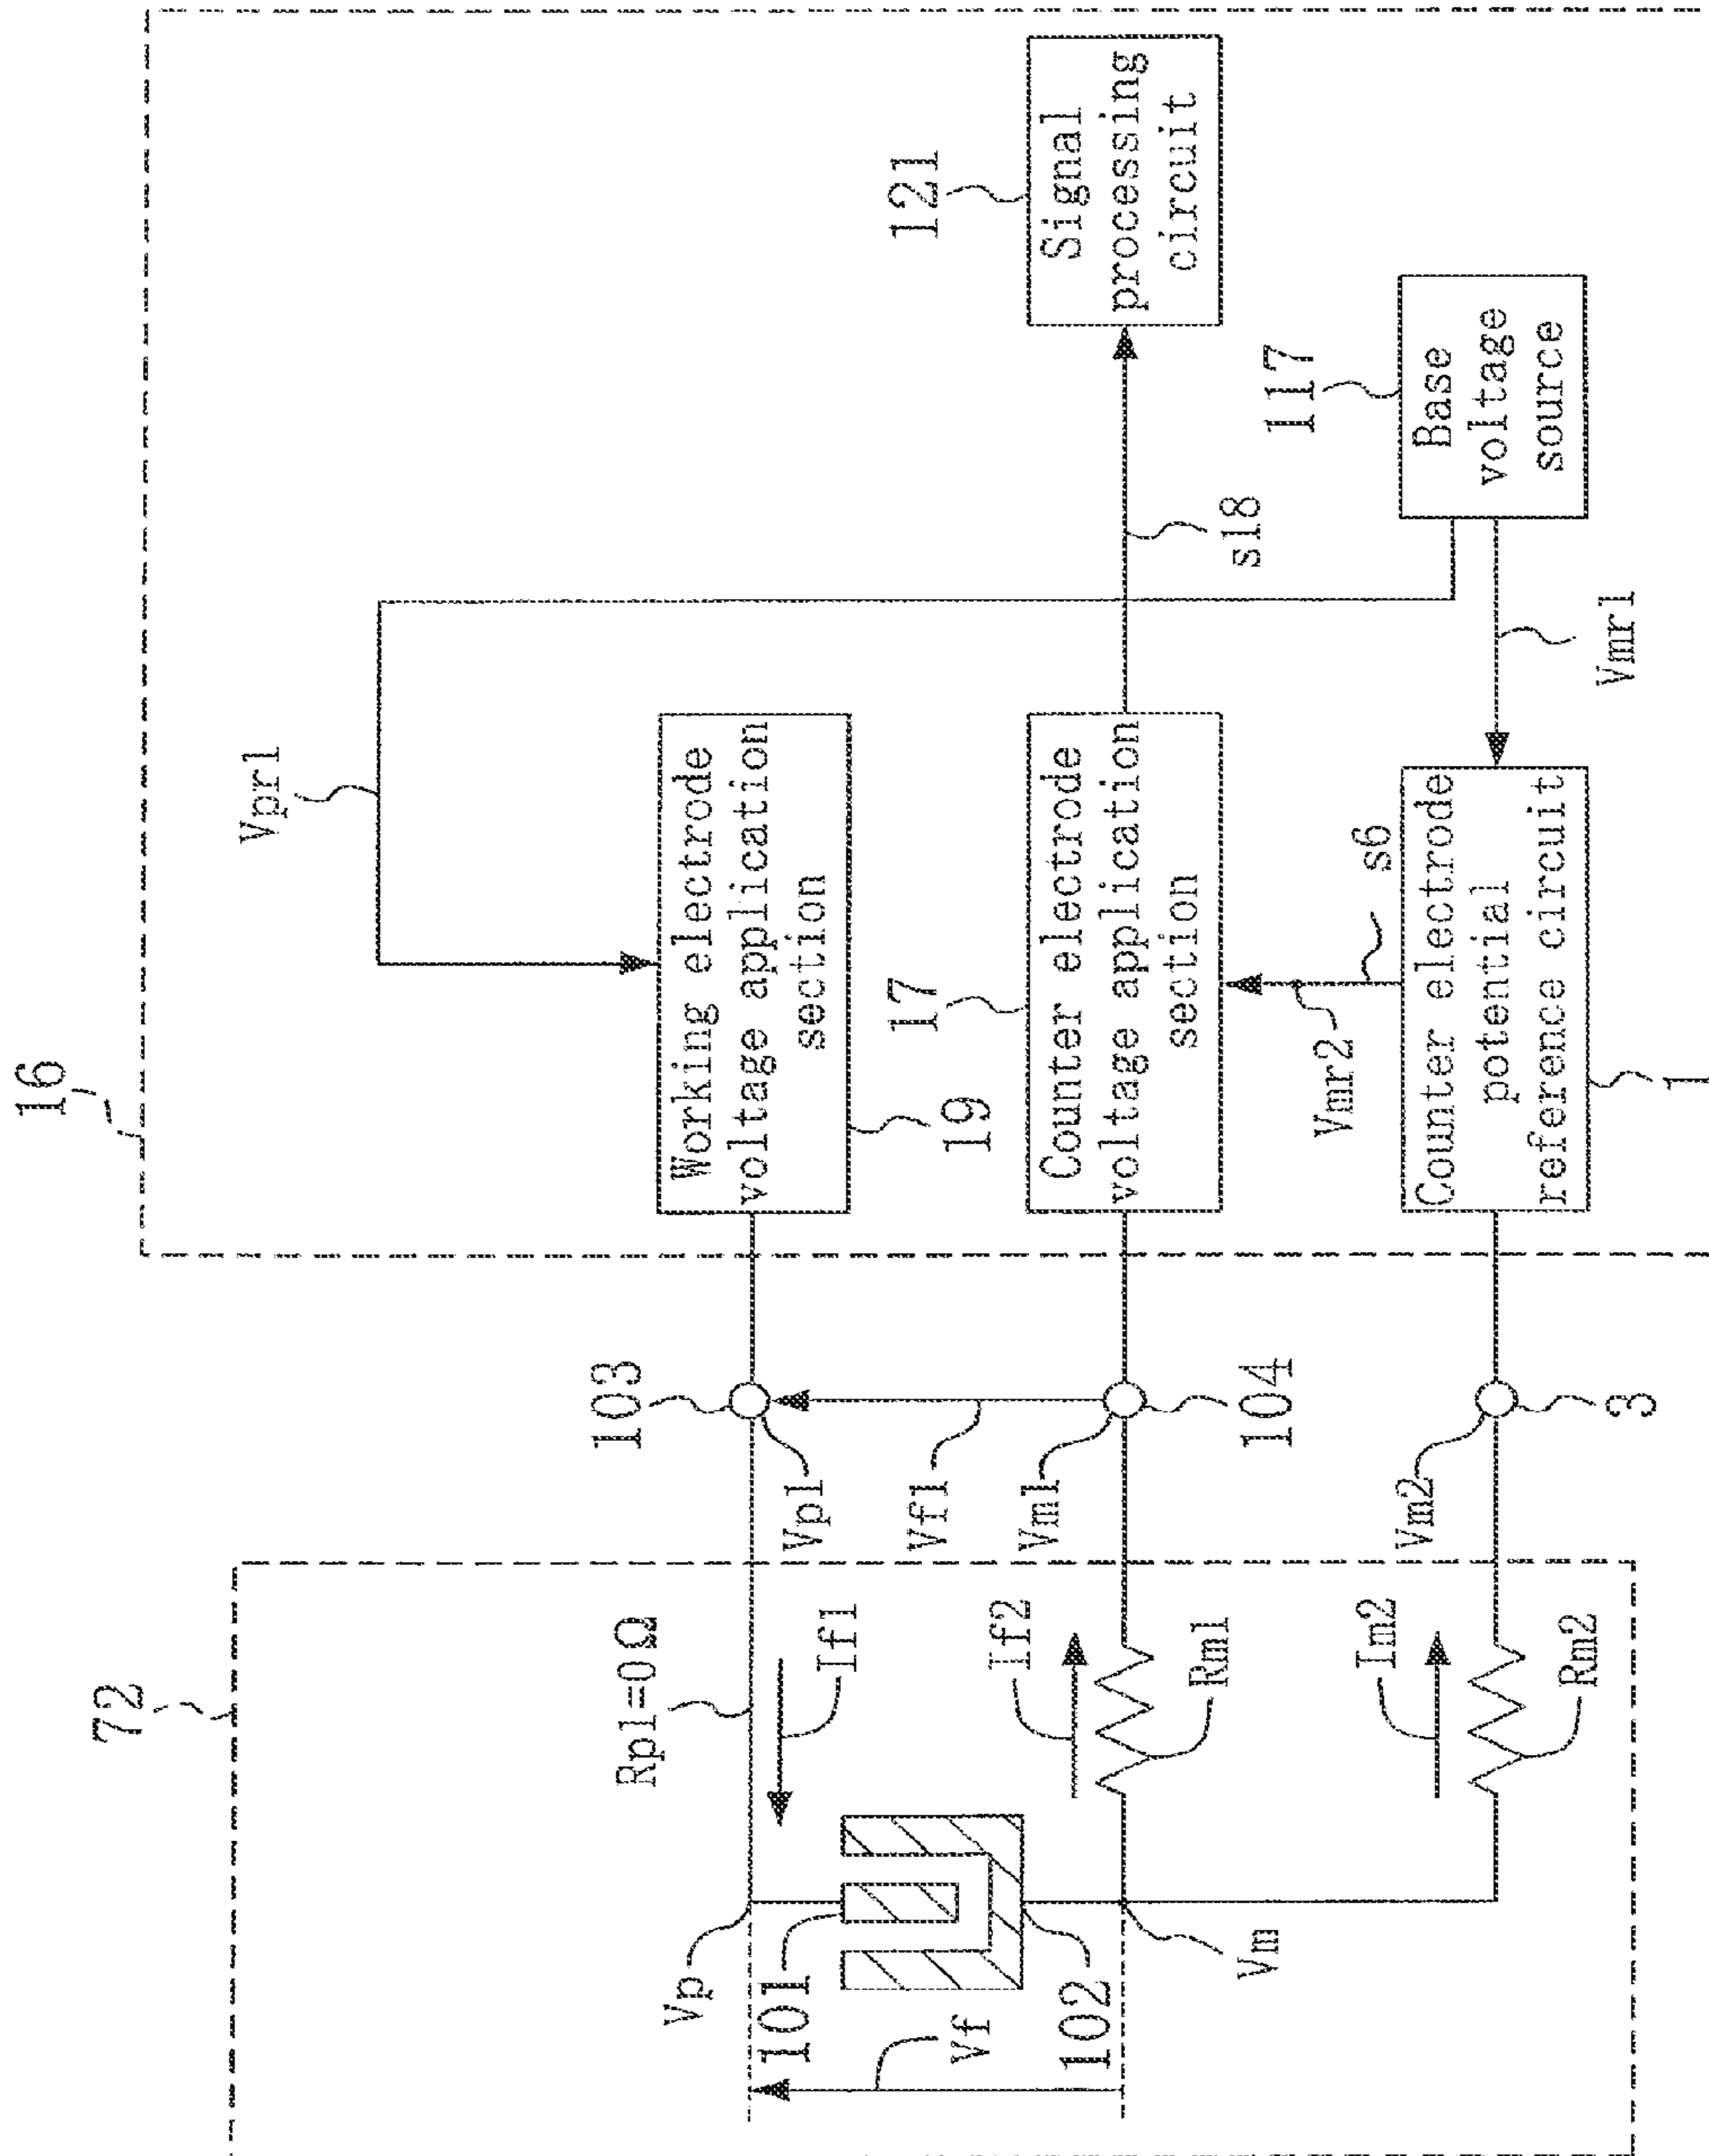 72
16
Rp1=0Ω
103
Vpr1
Vp
If1
Vp1
Working electrode
voltage application
section
19
101
Vf
Vf1
17
121
102
If2
Vm1
Counter electrode
voltage application
section
s18
Signal
processing
circuit
Vm
Rm1
104
Vmr2
s6
117
Im2
Vm2
Counter electrode
potential
reference circuit
Vmr1
Base
voltage
source
Rm2
3
1